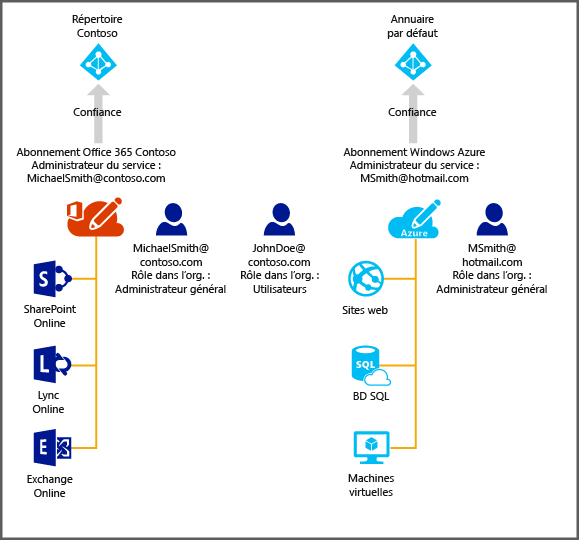 Répertoire
Contoso
Confiance
Abonnement Office 365 Contoso
Administrateur du service :
MichaelSmith@contoso.com
MichaelSmith@
contoso.com
Rôle dans l'org. :
Administrateur général
JohnDoe@
contoso.com
Rôle dans l'org. :
Utilisateurs
S
SharePoint
Online
L
Lync
Online
E
Exchange
Online
Annuaire
par défaut
Confiance
Abonnement Windows Azure
Administrateur du service :
MSmith@hotmail.com
Azure
MSmith@
hotmail.com
Rôle dans l'org. :
Administrateur général
Sites web
SQL
BD SQL
Machines
virtuelles